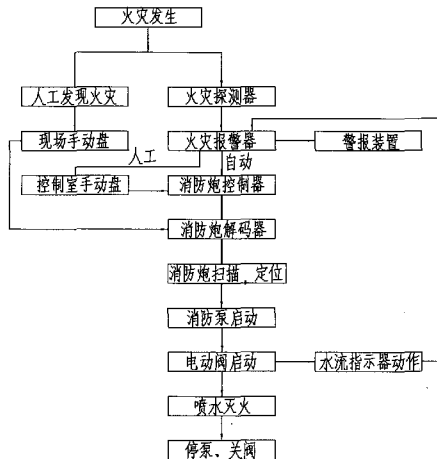 火灾发生
人工发现火灾
火灾探测器
现场手动盘
火灾报警器
警报装置
人工
自动
控制室手动盘
消防炮控制器
消防炮解码器
消防炮扫描，定位
消防泵启动
电动阀启动
水流指示器动作
喷水灭火
停泵、关阀